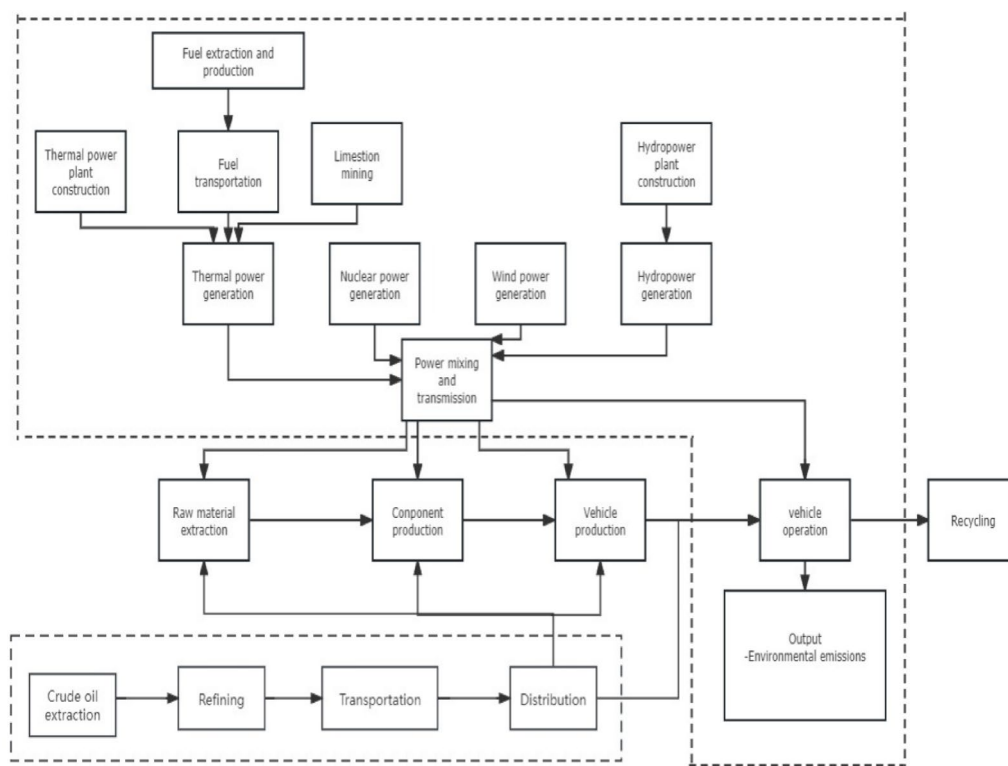 Fuel extraction and
production
Thermal power
plant
construction
Fuel
transportation
Limestion
mining
Hydropower
plant
construction
Thermal power
generation
Nuclear power
generation
Wind power
generation
Hydropower
generation
Power mixing
and
transmission
Raw material
extraction
Conponent
production
Vehicle
production
vehicle
operation
Recycling
Output
-Environmental emissions
Crude oil
extraction
Refining
Transportation
Distribution